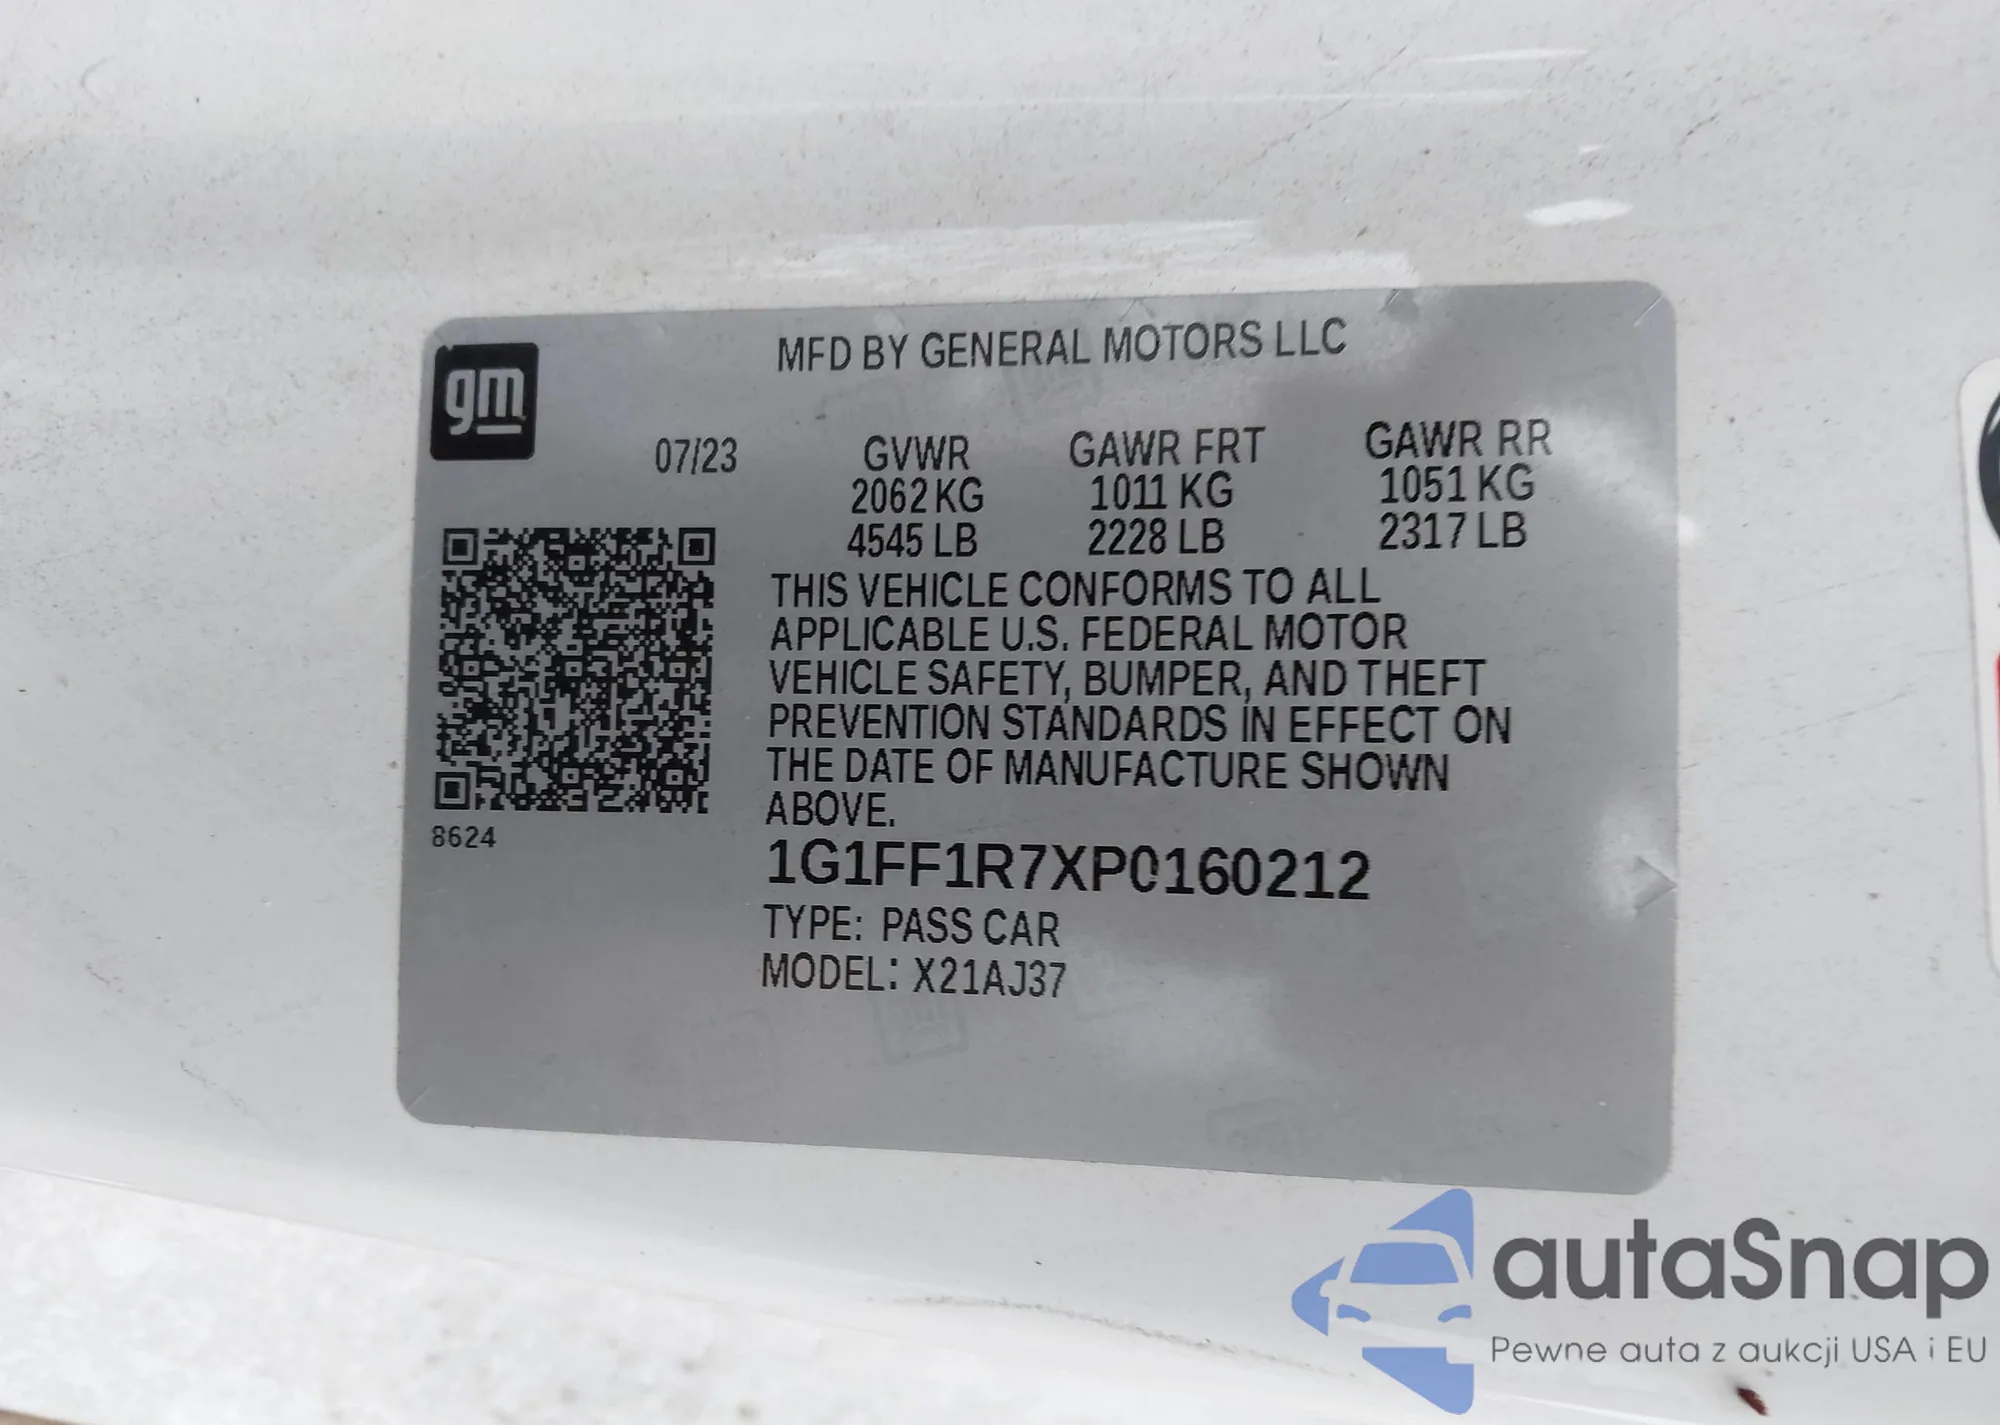 MFD BY GENERAL MOTORS LLC
gm
07/23 GVWR GAWR FRT GAWR RR
2062 KG 1011 KG 1051 KG
4545 LB 2228 LB 2317 LB
THIS VEHICLE CONFORMS TO ALL
APPLICABLE U.S. FEDERAL MOTOR
VEHICLE SAFETY, BUMPER, AND THEFT
PREVENTION STANDARDS IN EFFECT ON
THE DATE OF MANUFACTURE SHOWN
ABOVE.
8624
1G1FF1R7XP0160212
TYPE: PASS CAR
MODEL: X21AJ37
autaSnap
Pewne auta z aukcji USA i EU